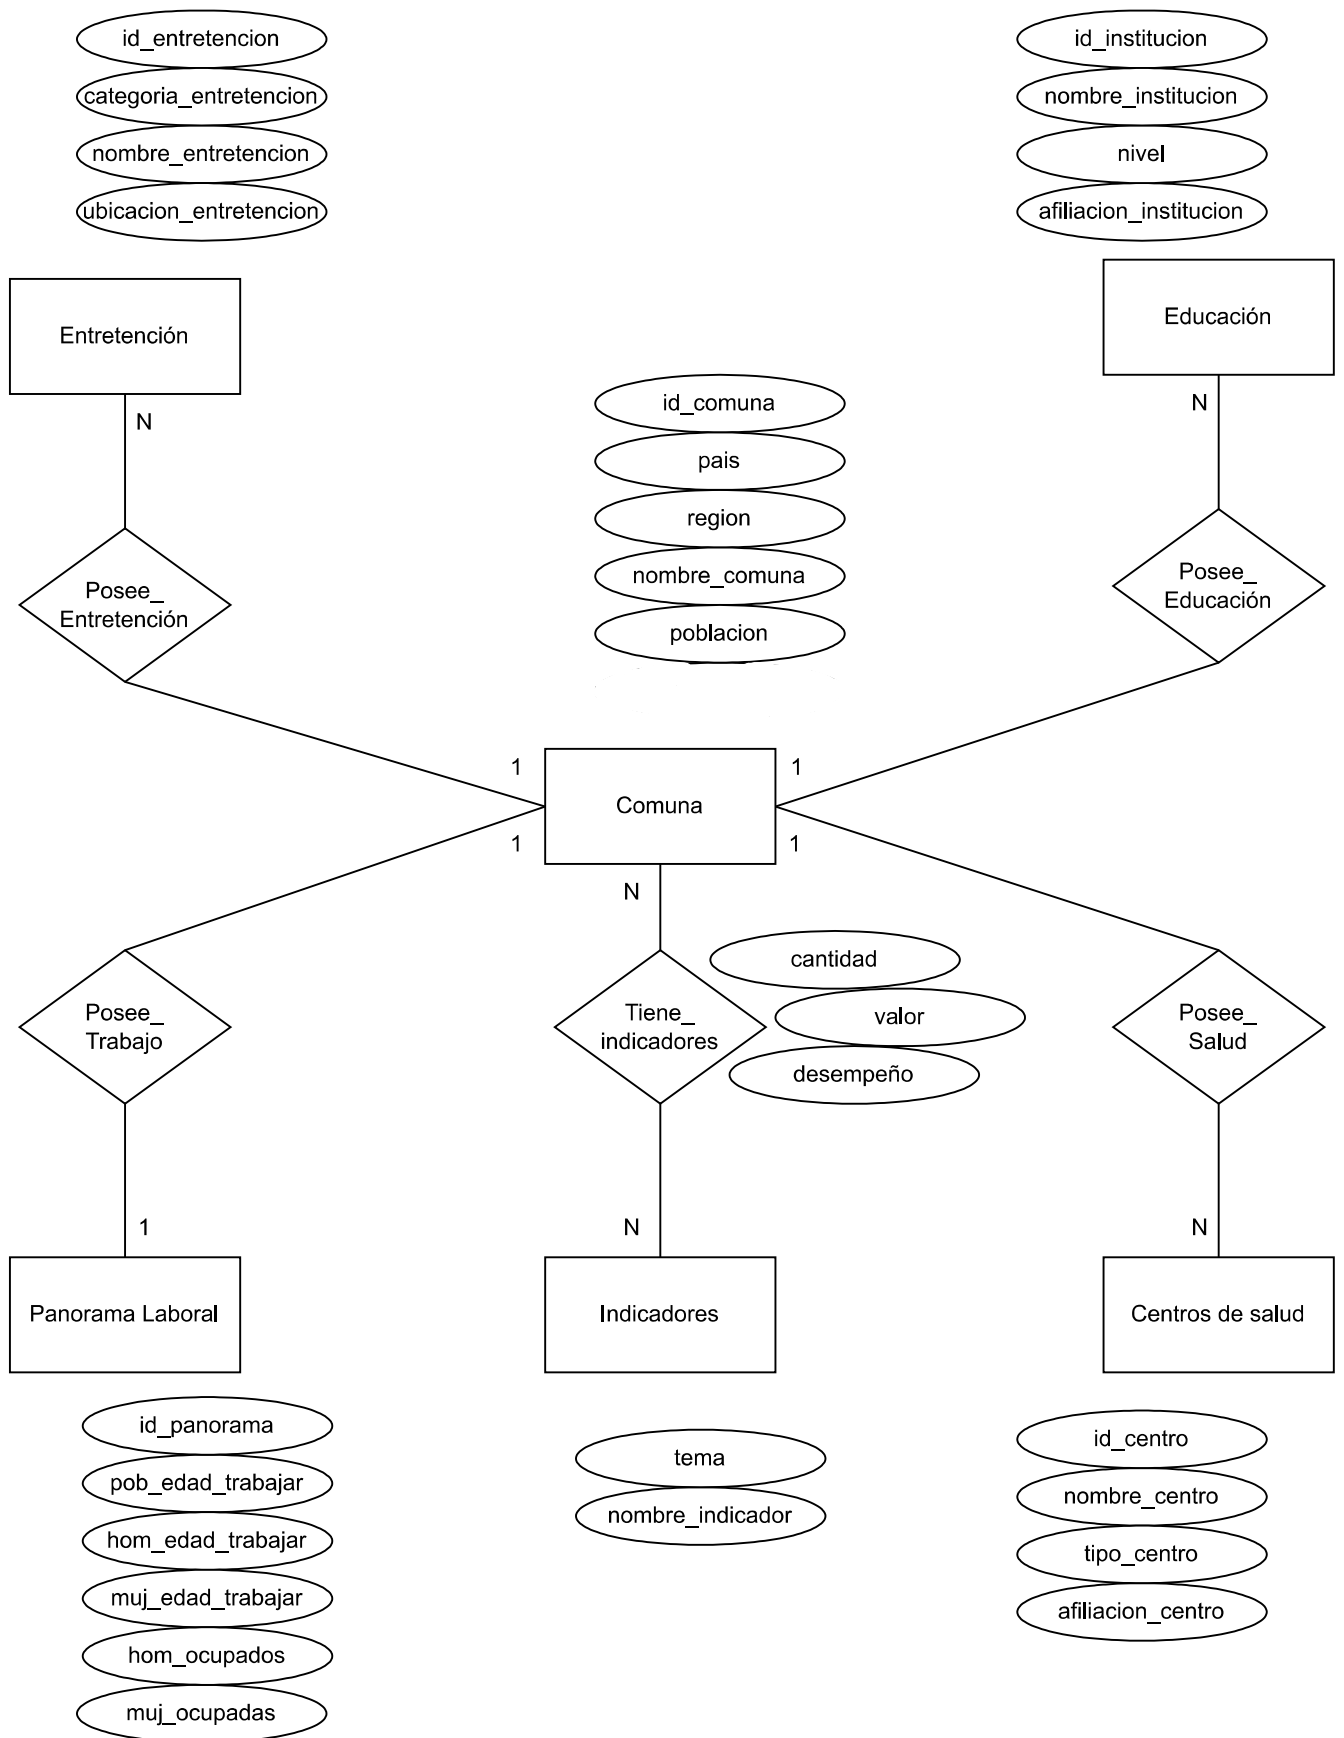 id_entretencion
categoria_entretencion
nombre_entretencion
ubicacion_entretencion
id_institucion
nombre_institucion
nivel
afiliacion_institucion
Entretención
Educación
N
N
id_comuna
pais
region
nombre_comuna
poblacion
Posee_
Entretención
Posee_
Educación
1
1
Comuna
1
1
N
cantidad
valor
desempeño
Posee_
Trabajo
Tiene_
indicadores
Posee_
Salud
1
N
N
Panorama Laboral
Indicadores
Centros de salud
id_panorama
pob_edad_trabajar
hom_edad_trabajar
muj_edad_trabajar
hom_ocupados
muj_ocupadas
tema
nombre_indicador
id_centro
nombre_centro
tipo_centro
afiliacion_centro